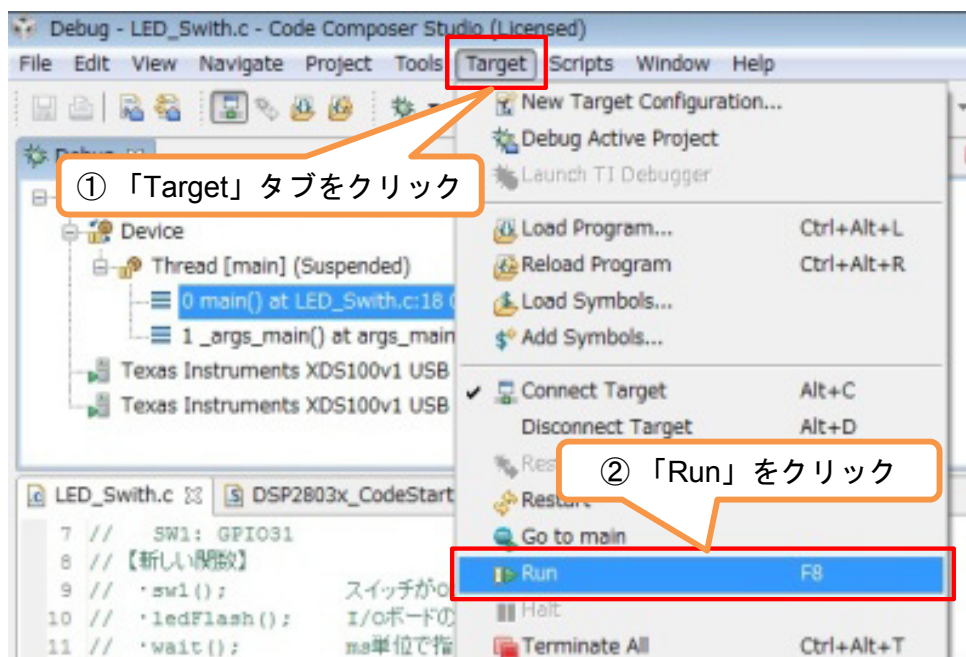 Debug - LED_Swith.c - Code Composer Studio (Licensed)
File Edit View Navigate Project Tools Target Scripts Window Help
New Target Configuration...
Debug Active Project
① 「Target」タブをクリック
Launch TI Debugger
Device
Load Program... Ctrl+Alt+L
Thread [main] (Suspended)
Reload Program Ctrl+Alt+R
0 main() at LED_Swith.c:18
Load Symbols...
1 _args_main() at args_main
Add Symbols...
Texas Instruments XDS100v1 USB
Connect Target Alt+C
Texas Instruments XDS100v1 USB
Disconnect Target Alt+D
② 「Run」をクリック
LED_Swith.c DSP2803x_CodeStart
Restart
7 // SW1: GPIO31
Go to main
8 // 【新しい関数】
Run F8
9 // ・sw1(); スイッチがo
10 // ・ledFlash(); I/Oボードの
Halt
11 // ・wait(); ms単位で指
Terminate All Ctrl+Alt+T